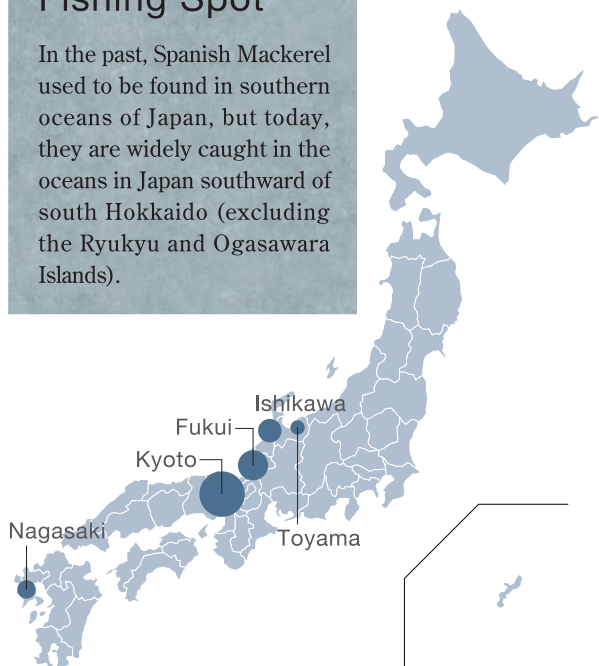 Fishing Spot
In the past, Spanish Mackerel
used to be found in southern
oceans of Japan, but today,
they are widely caught in the
oceans in Japan southward of
south Hokkaido (excluding
the Ryukyu and Ogasawara
Islands).
Ishikawa
Fukui
Kyoto
Toyama
Nagasaki